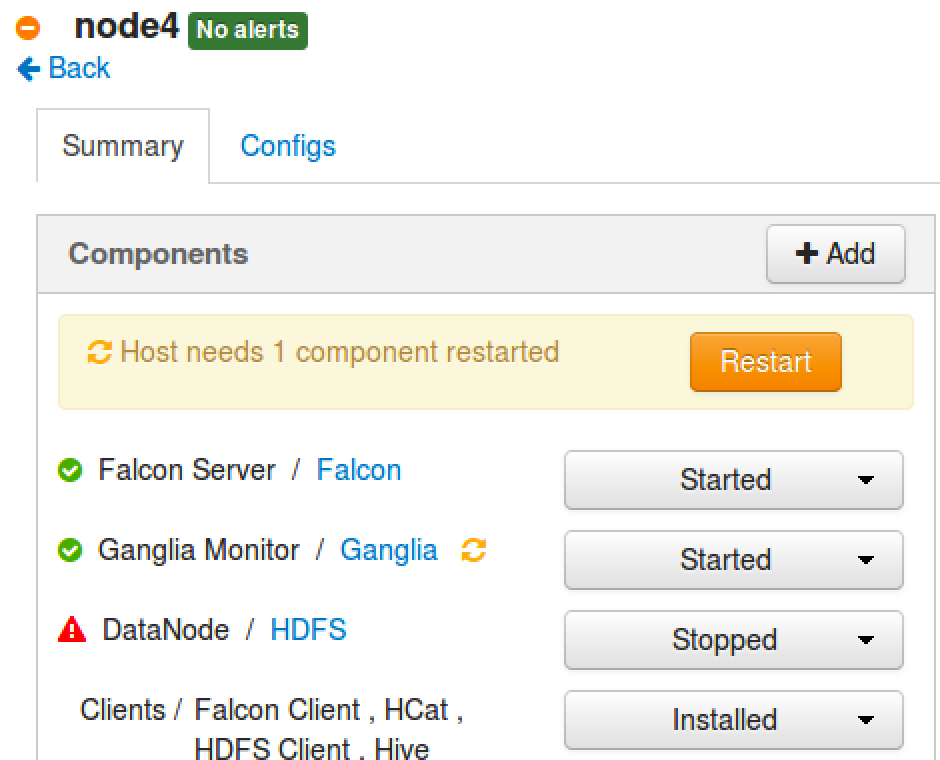 node4 No alerts
Back
Summary Configs
Components + Add
Host needs 1 component restarted Restart
Falcon Server / Falcon Started
Ganglia Monitor / Ganglia Started
DataNode / HDFS Stopped
Clients / Falcon Client , HCat , Installed
HDFS Client , Hive